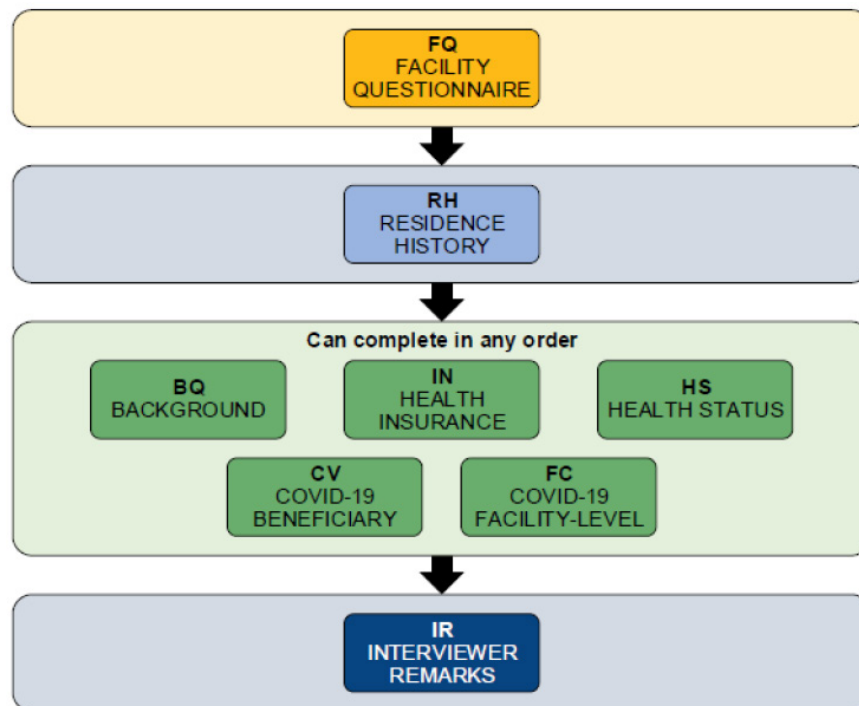 FQ
FACILITY
QUESTIONNAIRE
RH
RESIDENCE
HISTORY
Can complete in any order
BQ
BACKGROUND
IN
HEALTH
INSURANCE
HS
HEALTH STATUS
CV
COVID-19
BENEFICIARY
FC
COVID-19
FACILITY-LEVEL
IR
INTERVIEWER
REMARKS